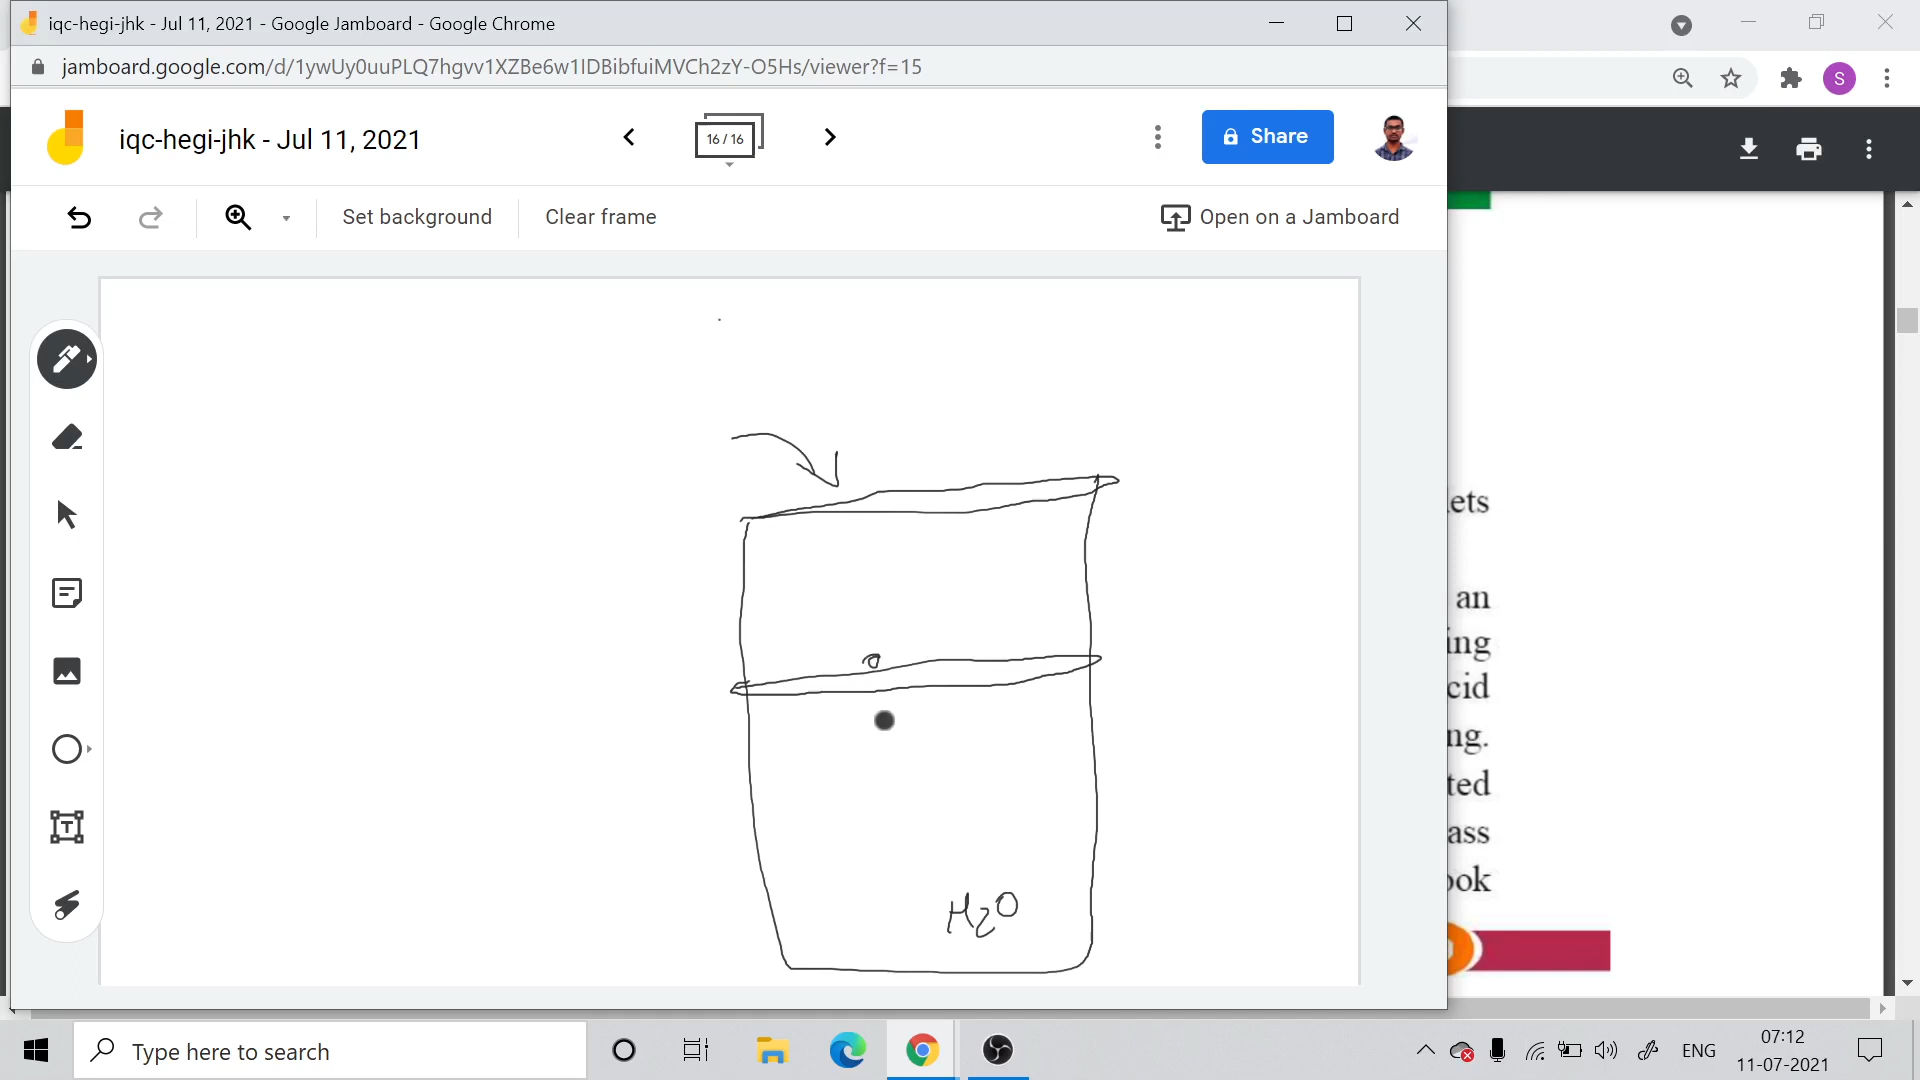 iqc-hegi-jhk - Jul 11, 2021 - Google Jamboard - Google Chrome
jamboard.google.com/d/1ywUy0uuPLQ7hgvv1XZBe6w1IDBibfuiMVCh2zY-O5Hs/viewer?f=15
S
iqc-hegi-jhk - Jul 11, 2021
16 / 16
Share
Set background
Clear frame
Open on a Jamboard
ets
an
ing
cid
ng.
ted
ass
ook
H2O
Type here to search
ENG
07:12
11-07-2021